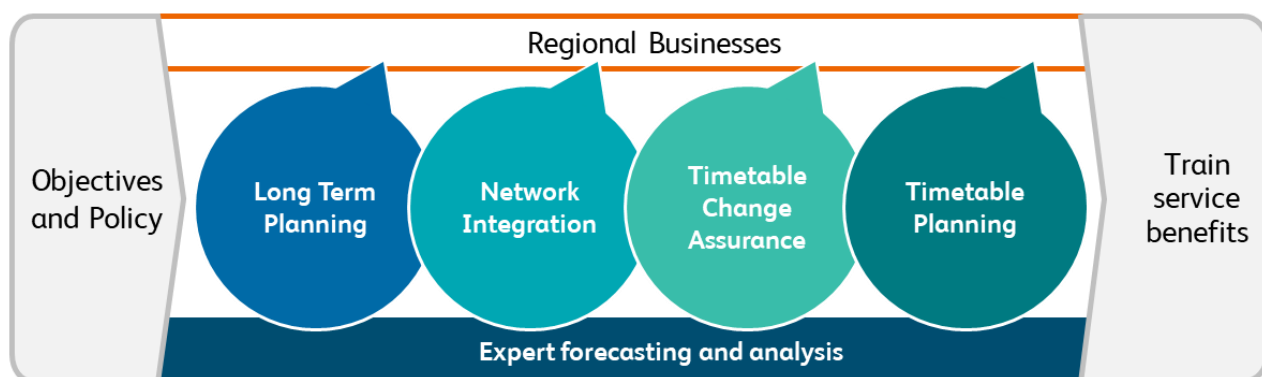 Regional Businesses
Objectives
and Policy
Long Term
Planning
Network
Integration
Timetable
Change
Assurance
Timetable
Planning
Train
service
benefits
Expert forecasting and analysis